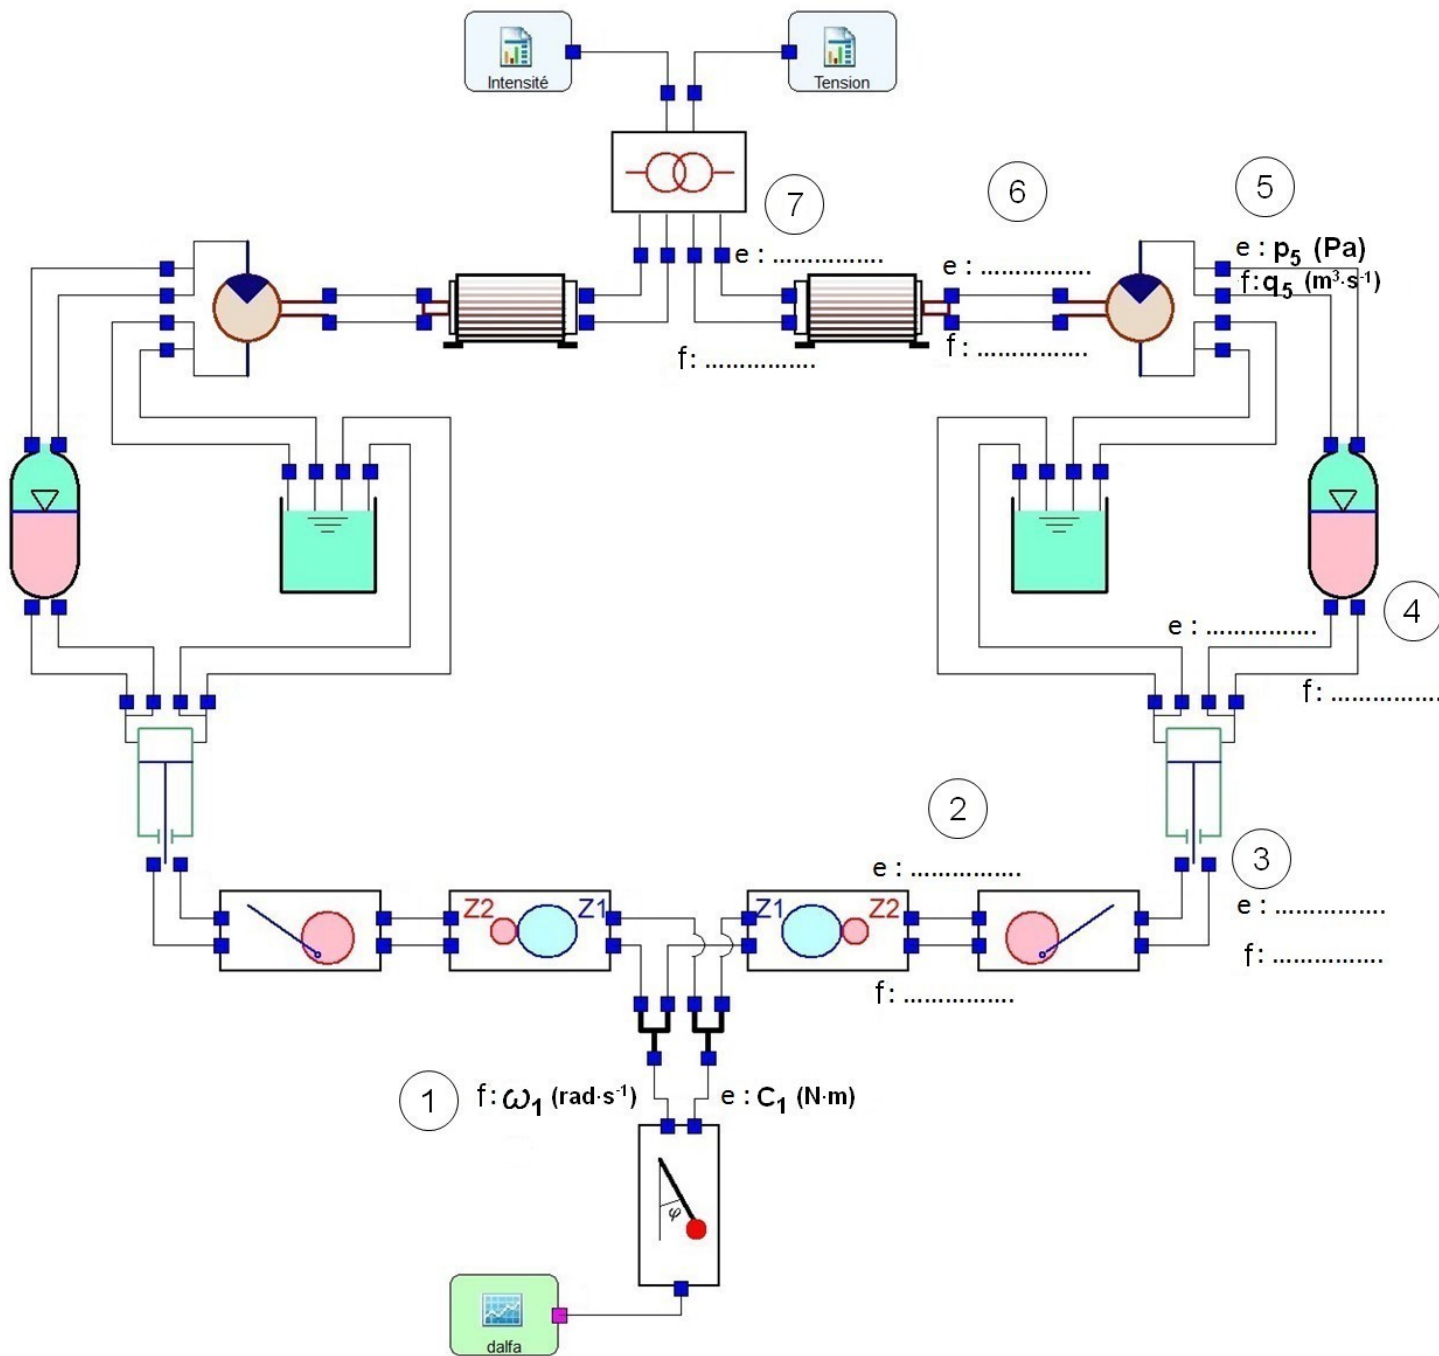 Intensité
Tension
7
6
5
e : ................
e : ................
e : p₅ (Pa)
f: q₅ (m³·s⁻¹)
f: ................
f: ................
4
e : ................
f: ................
2
3
e : ................
e : ................
Z2 Z1
Z1 Z2
f: ................
f: ................
1
f: ω₁ (rad·s⁻¹)
e : C₁ (N·m)
φ
dalfa